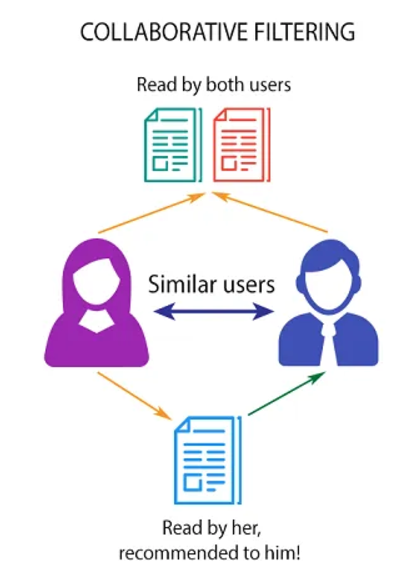 COLLABORATIVE FILTERING
Read by both users
Similar users
Read by her,
recommended to him!